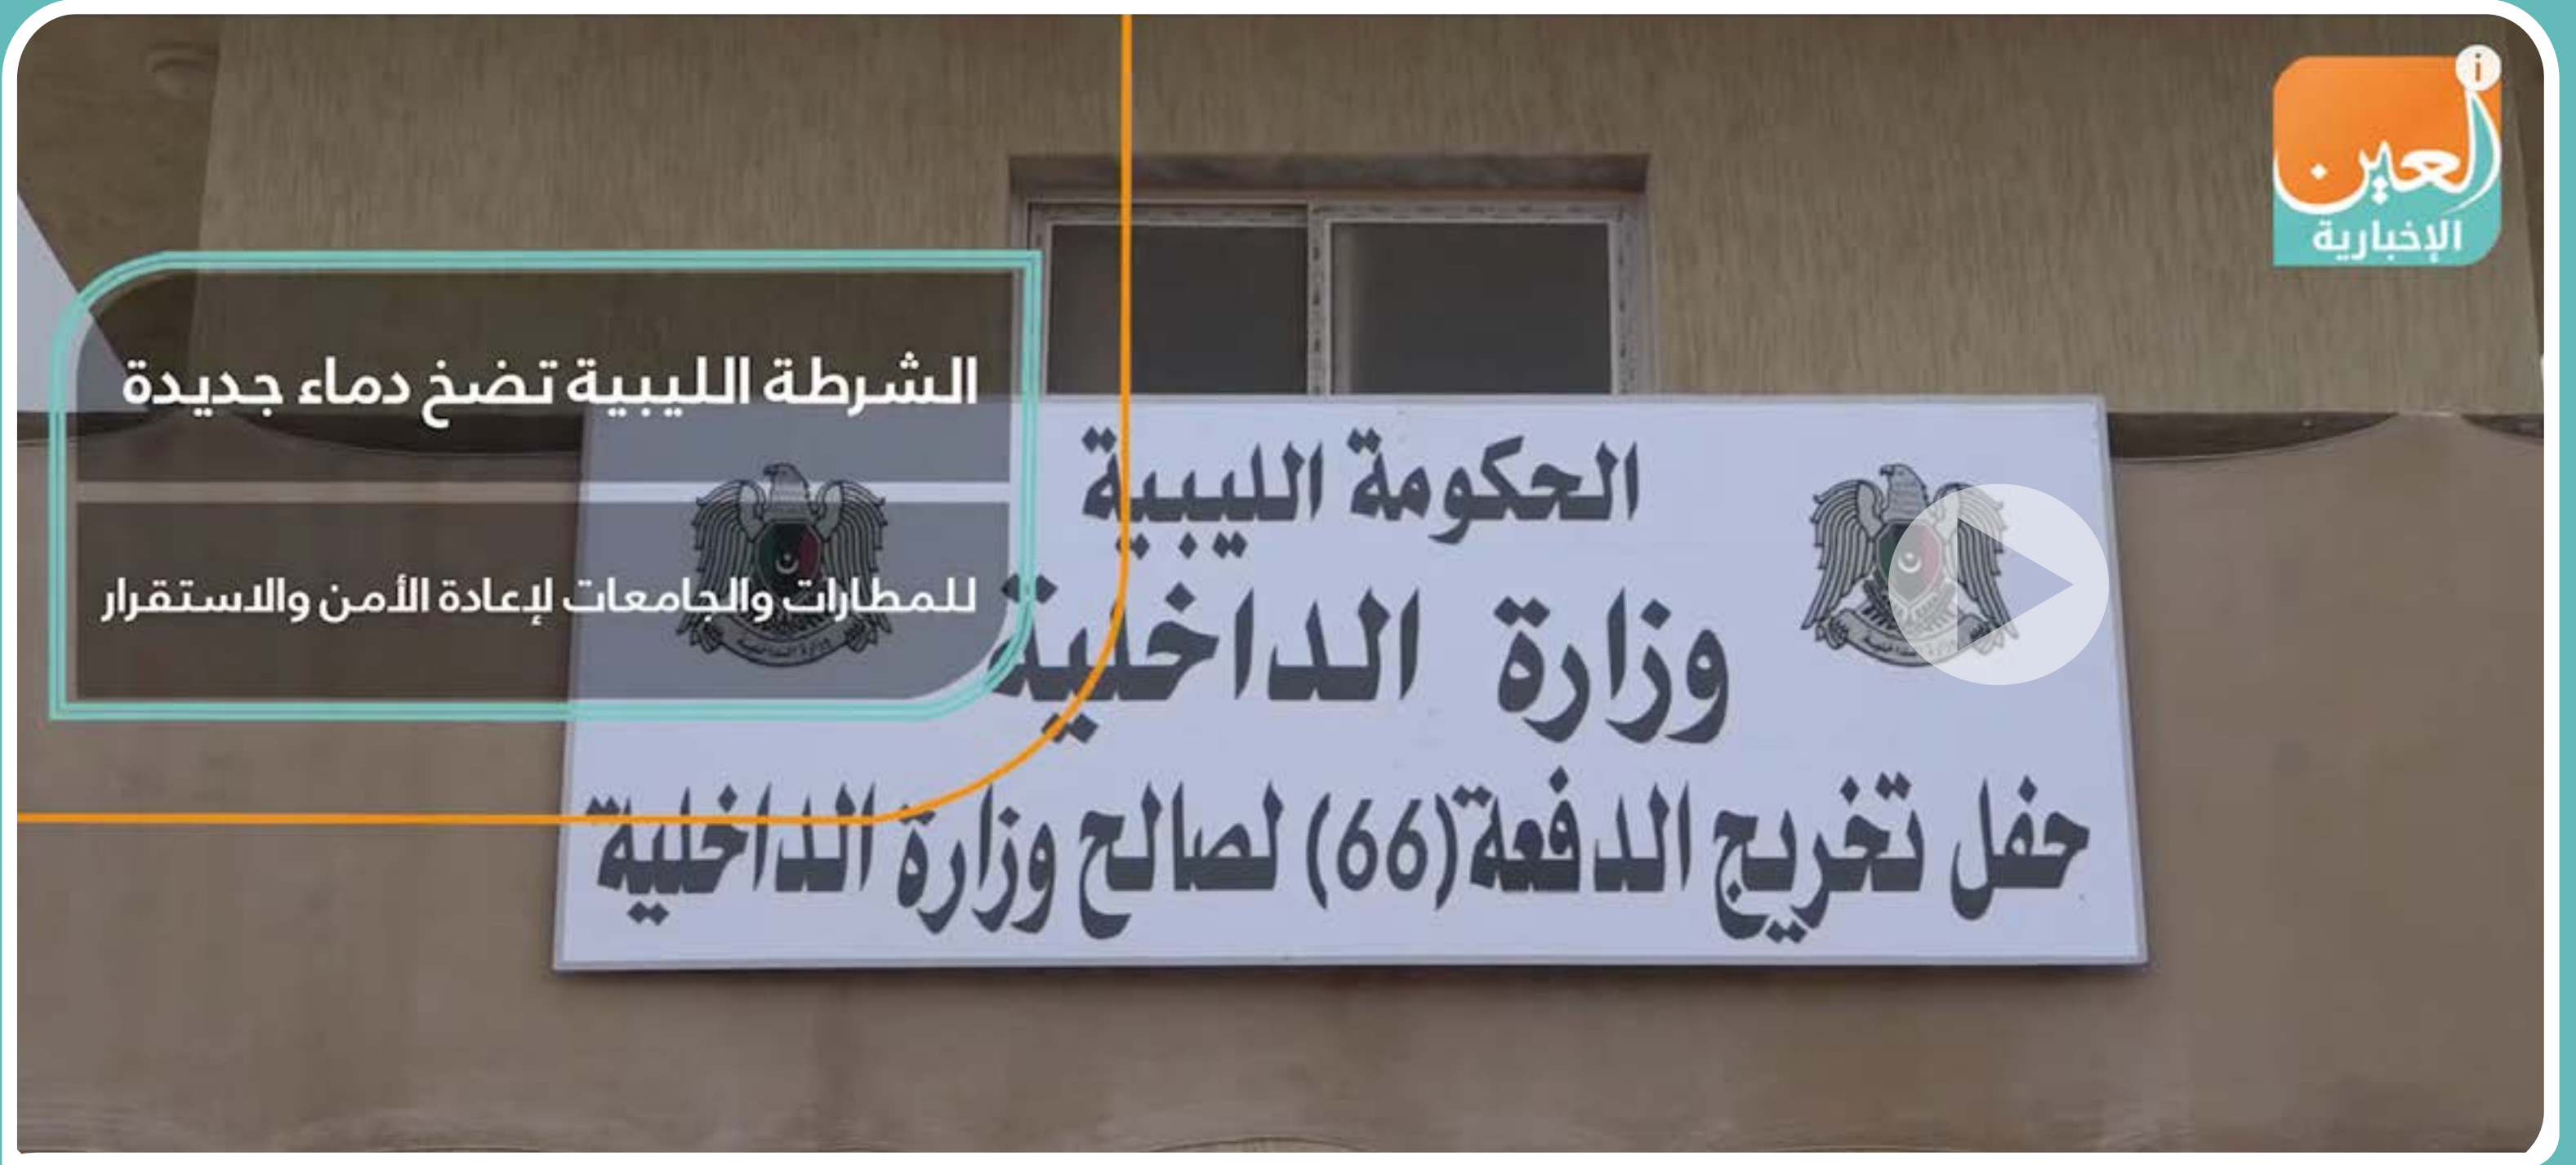 العين
الإخبارية
الشرطة الليبية تضخ دماء جديدة
للمطارات والجامعات لإعادة الأمن والاستقرار
الحكومة الليبية
وزارة الداخلية
حفل تخريج الدفعة (66) لصالح وزارة الداخلية